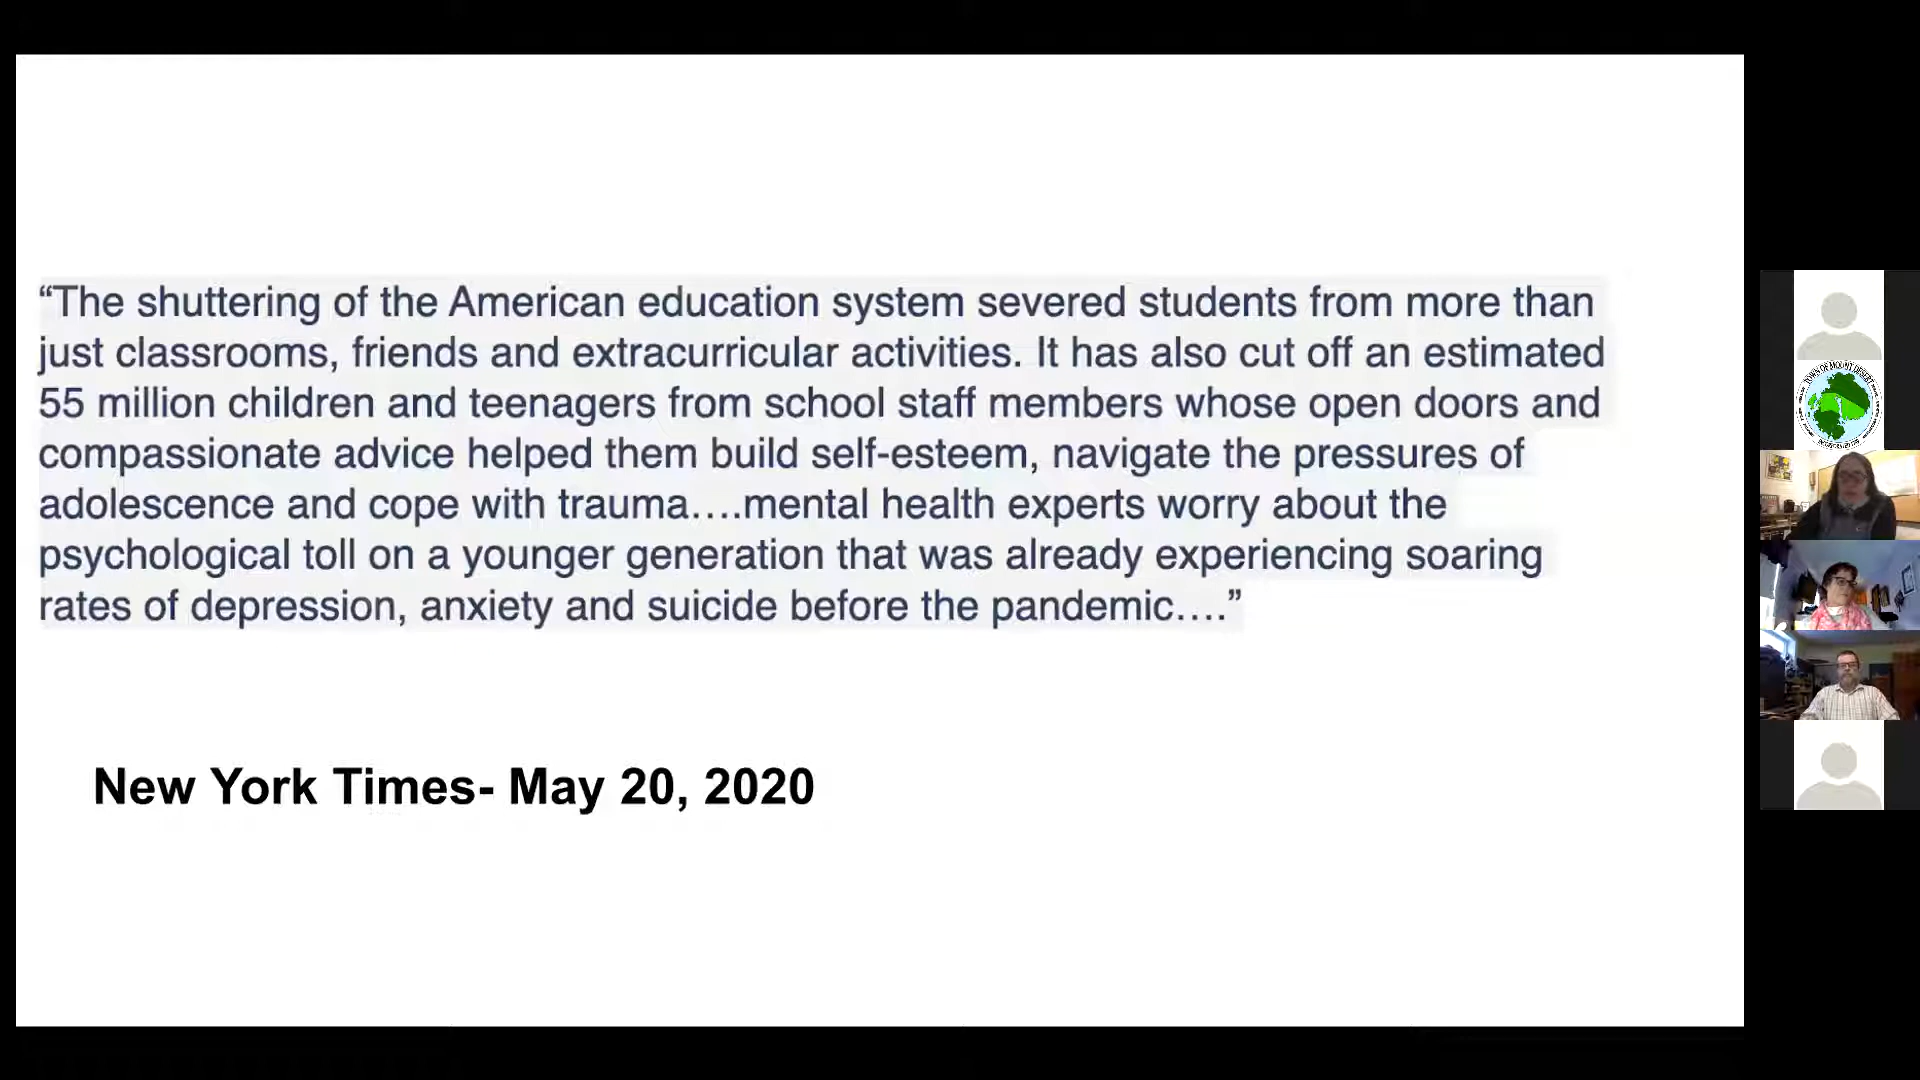 “The shuttering of the American education system severed students from more than
just classrooms, friends and extracurricular activities. It has also cut off an estimated
55 million children and teenagers from school staff members whose open doors and
compassionate advice helped them build self-esteem, navigate the pressures of
adolescence and cope with trauma….mental health experts worry about the
psychological toll on a younger generation that was already experiencing soaring
rates of depression, anxiety and suicide before the pandemic….”
New York Times- May 20, 2020
TOWN OF MOUNT DESERT